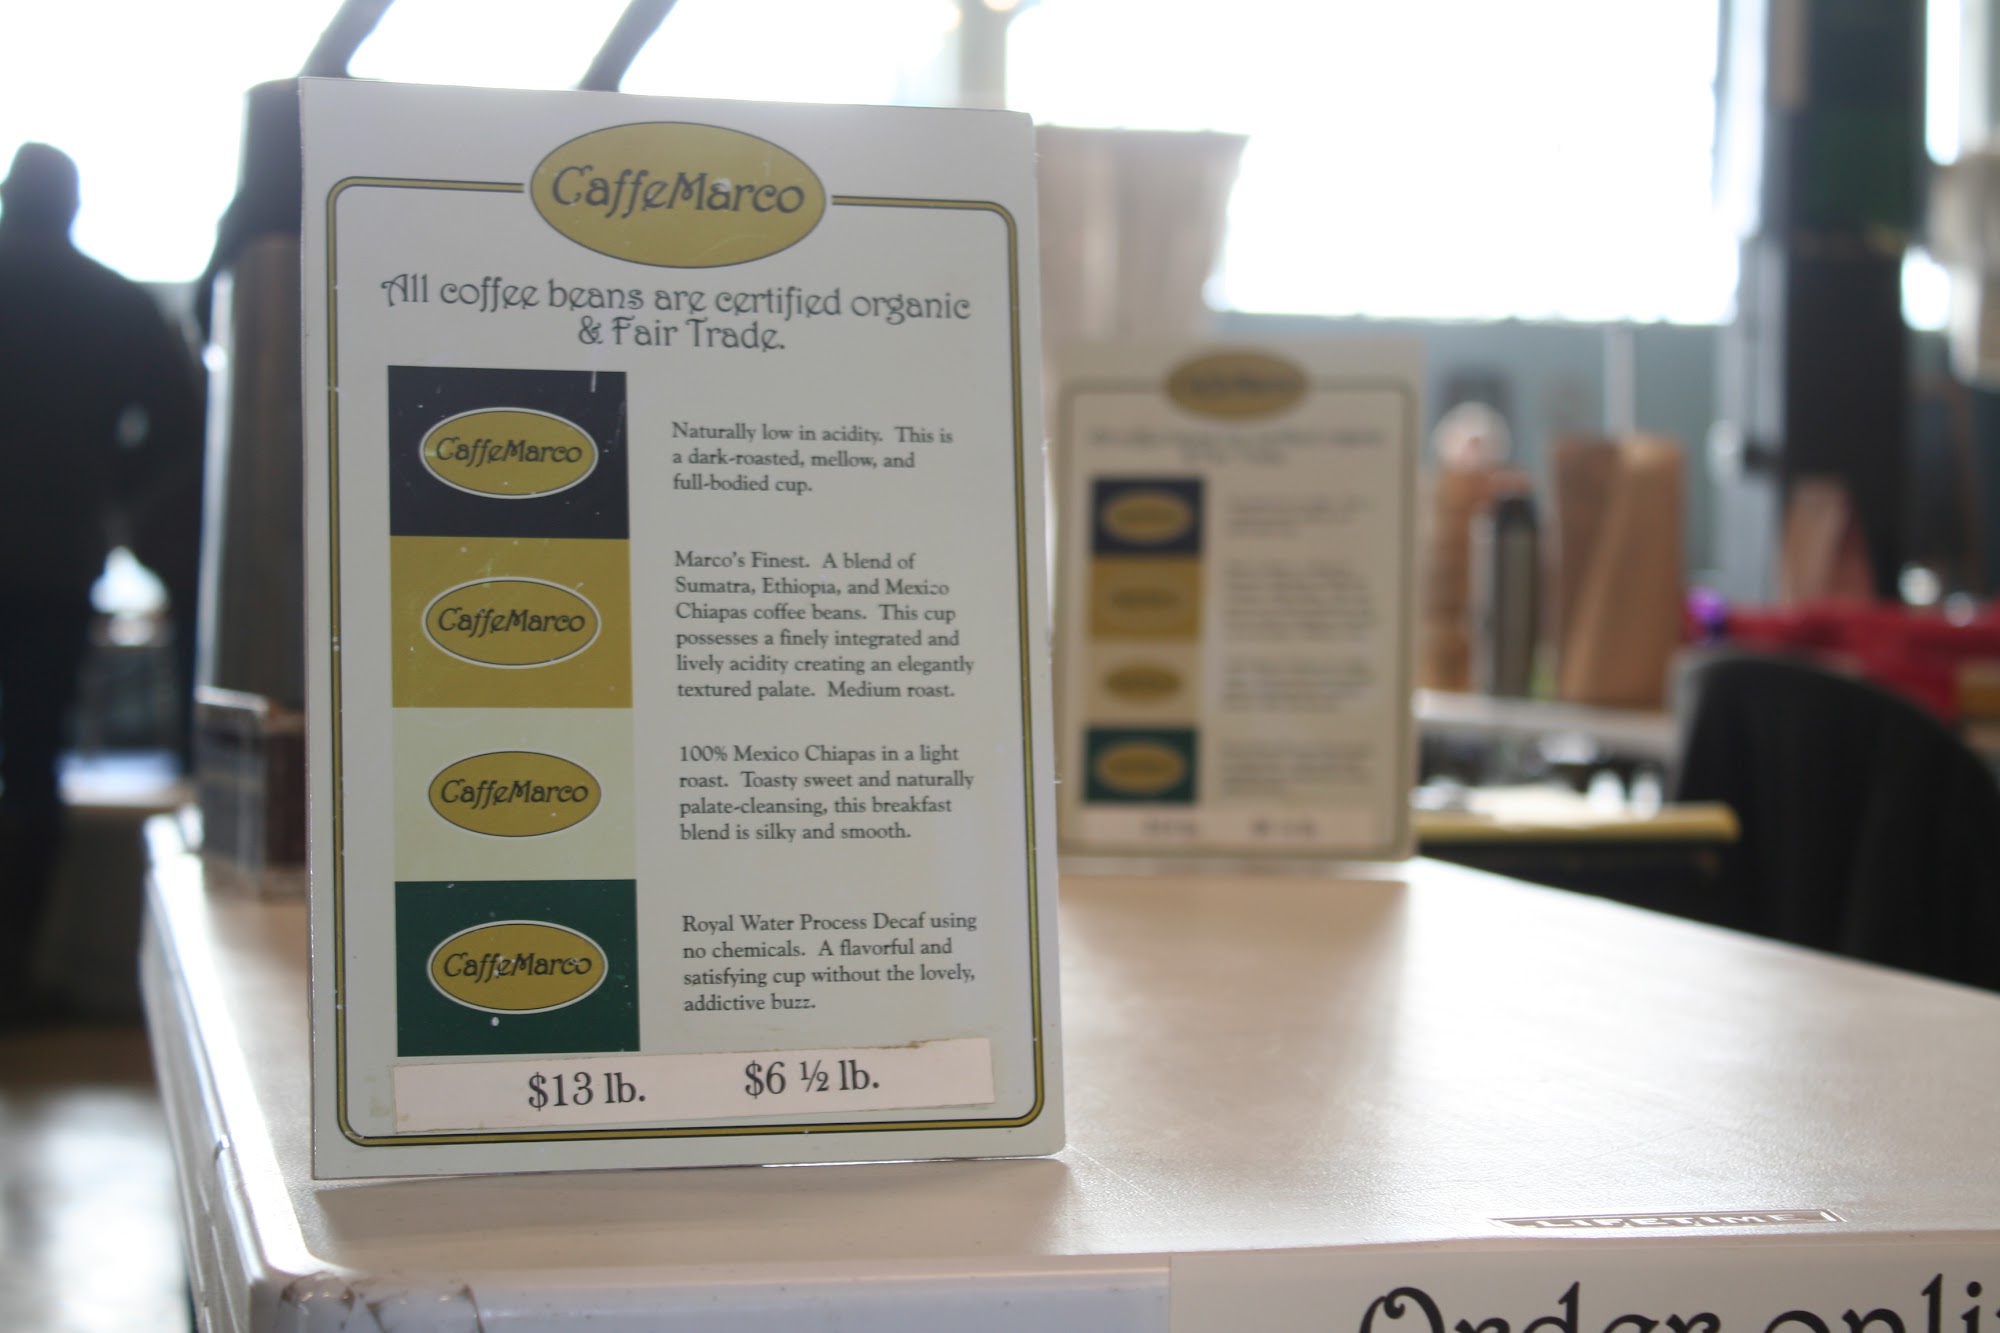 CaffeMarco
All coffee beans are certified organic
& Fair Trade.
CaffeMarco
Naturally low in acidity. This is
a dark-roasted, mellow, and
full-bodied cup.
CaffeMarco
Marco's Finest. A blend of
Sumatra, Ethiopia, and Mexico
Chiapas coffee beans. This cup
possesses a finely integrated and
lively acidity creating an elegantly
textured palate. Medium roast.
CaffeMarco
100% Mexico Chiapas in a light
roast. Toasty sweet and naturally
palate-cleansing, this breakfast
blend is silky and smooth.
CaffeMarco
Royal Water Process Decaf using
no chemicals. A flavorful and
satisfying cup without the lovely,
addictive buzz.
$13 lb. $6 ½ lb.
LIFETIME
Order onli